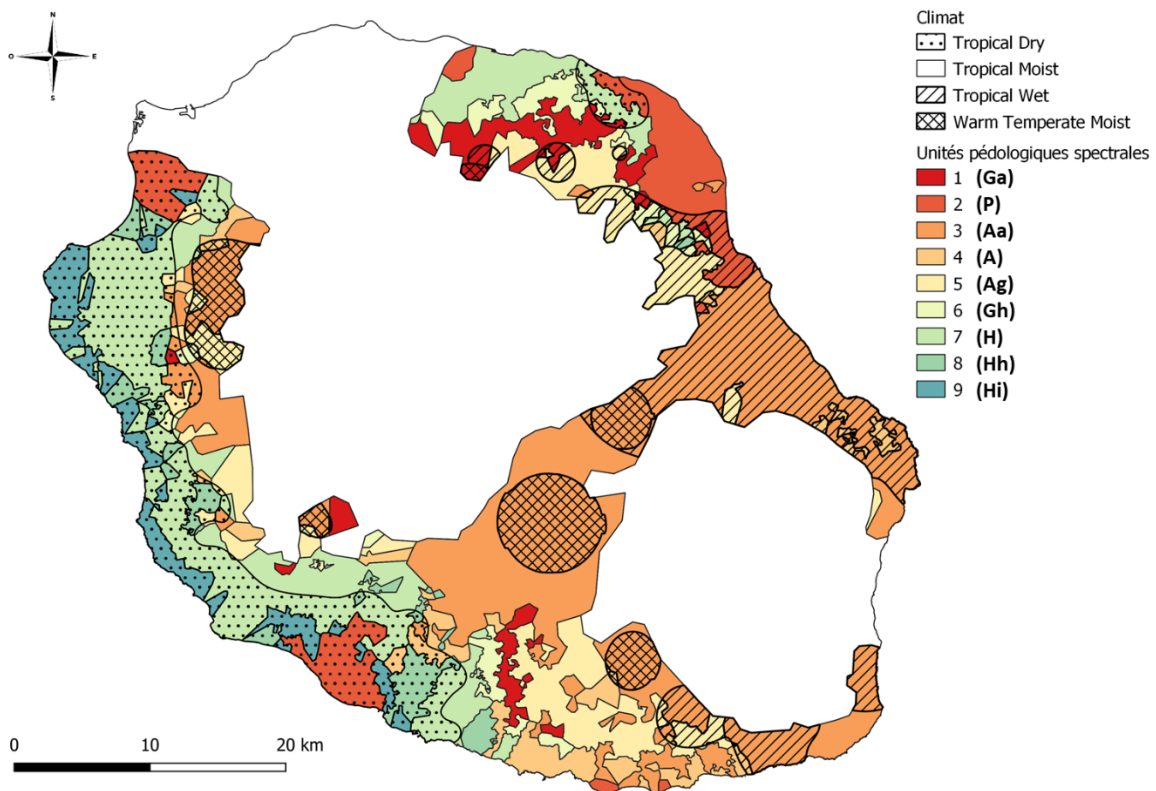 N
O
E
S
Climat
Tropical Dry
Tropical Moist
Tropical Wet
Warm Temperate Moist
Unités pédologiques spectrales
1 (Ga)
2 (P)
3 (Aa)
4 (A)
5 (Ag)
6 (Gh)
7 (H)
8 (Hh)
9 (Hi)
0 10 20 km